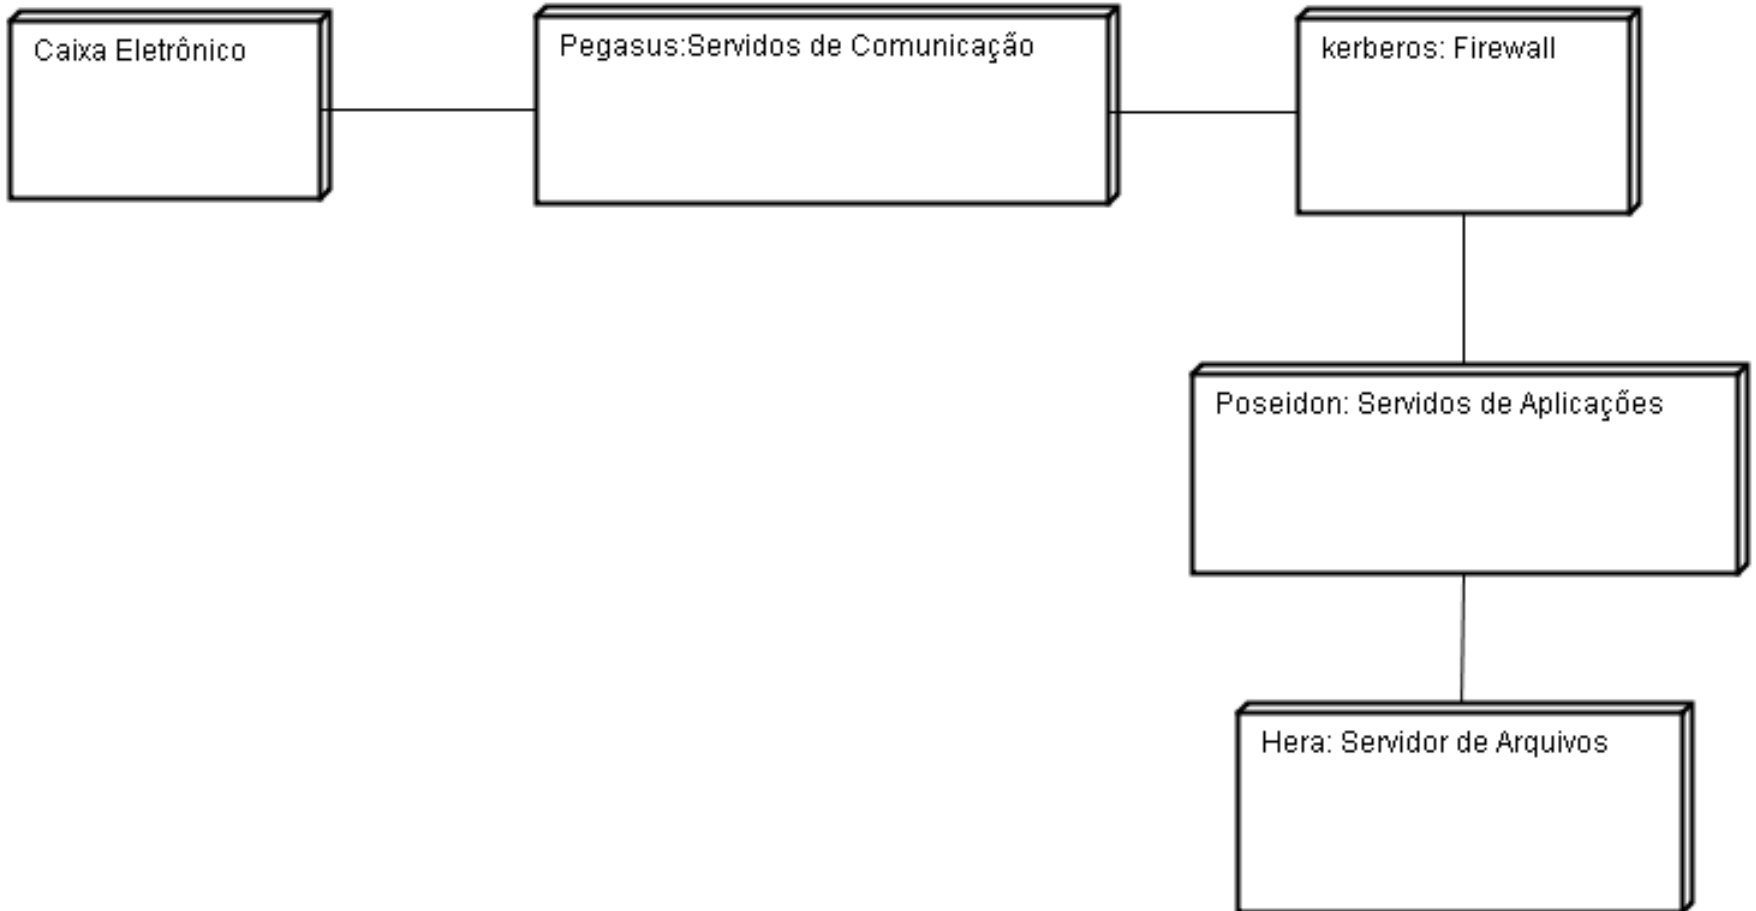 Caixa Eletrônico
Pegasus:Servidos de Comunicação
kerberos: Firewall
Poseidon: Servidos de Aplicações
Hera: Servidor de Arquivos